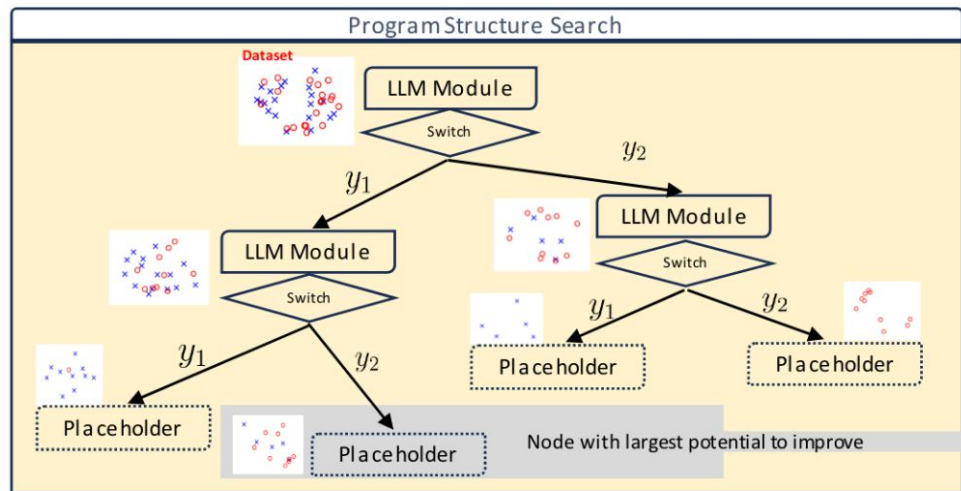 Program Structure Search
Dataset
LLM Module
Switch
y₁
y₂
LLM Module
Switch
LLM Module
Switch
y₁
y₂
y₁
y₂
Placeholder
Placeholder
Placeholder
Placeholder
Node with largest potential to improve